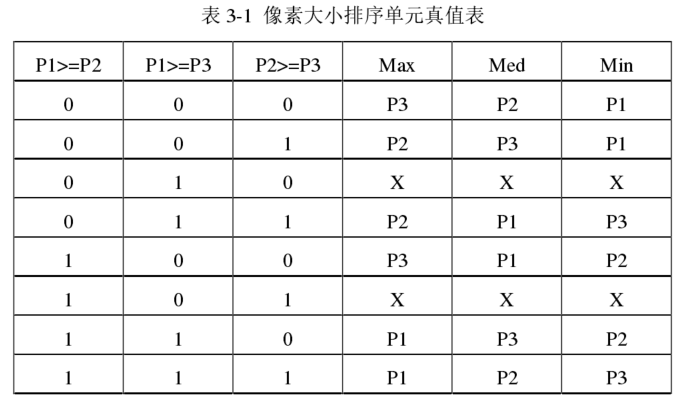 表 3-1 像素大小排序单元真值表
P1>=P2 P1>=P3 P2>=P3 Max Med Min
0 0 0 P3 P2 P1
0 0 1 P2 P3 P1
0 1 0 X X X
0 1 1 P2 P1 P3
1 0 0 P3 P1 P2
1 0 1 X X X
1 1 0 P1 P3 P2
1 1 1 P1 P2 P3